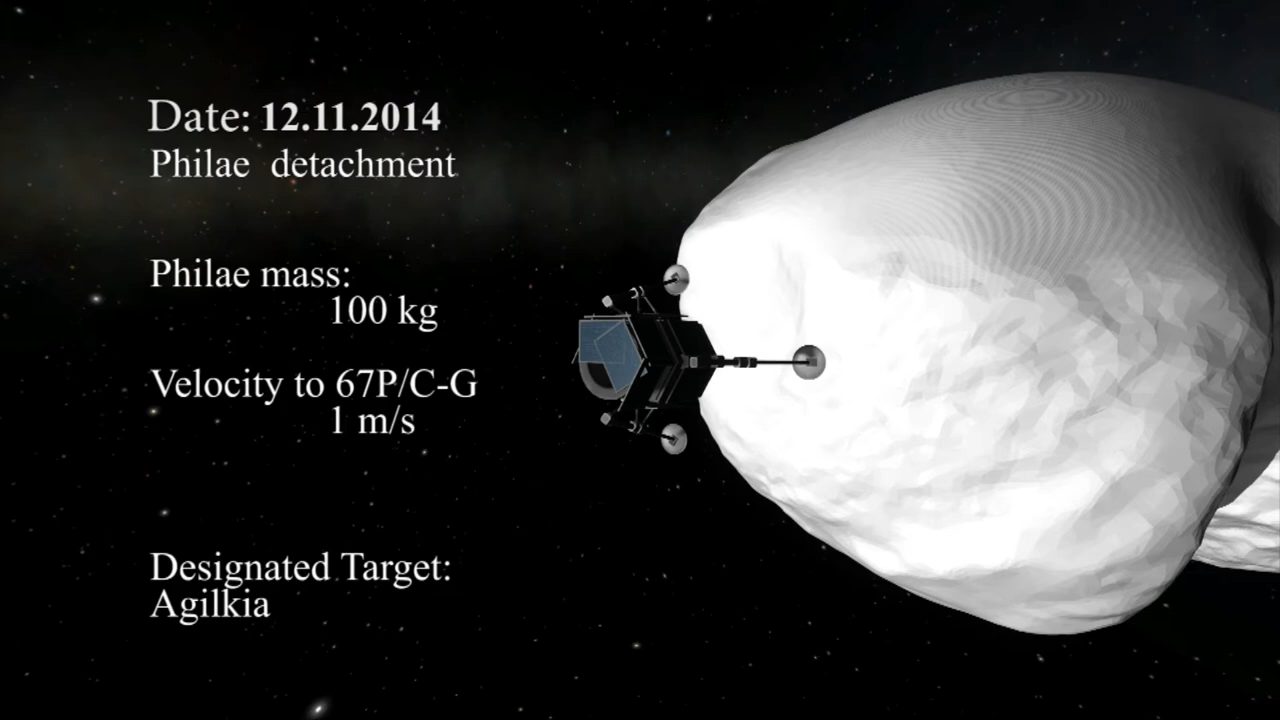 Date: 12.11.2014
Philae detachment
Philae mass:
100 kg
Velocity to 67P/C-G
1 m/s
Designated Target:
Agilkia